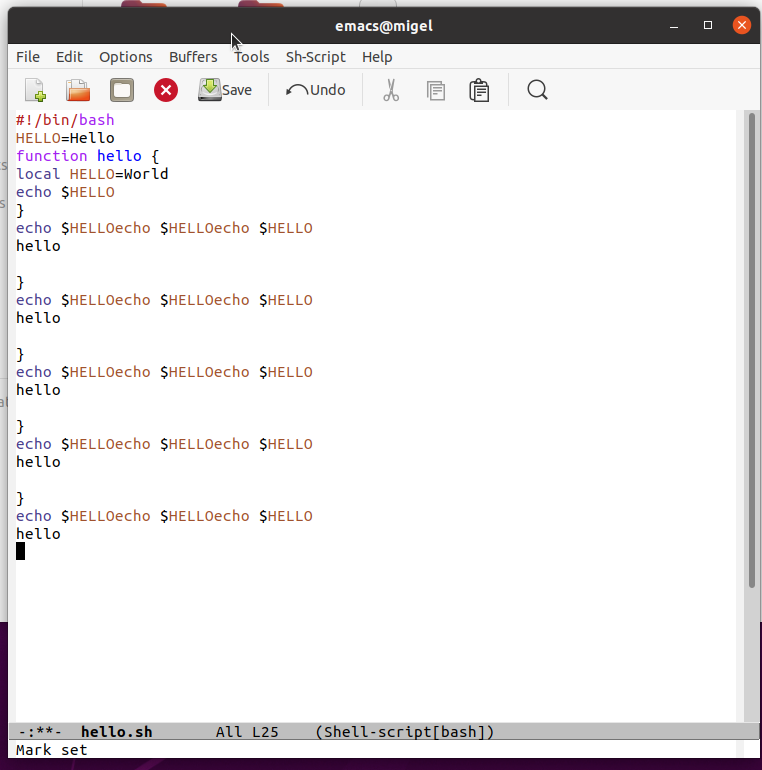 emacs@migel
File Edit Options Buffers Tools Sh-Script Help
Save Undo
#!/bin/bash
HELLO=Hello
function hello {
local HELLO=World
echo $HELLO
}
echo $HELLOecho $HELLOecho $HELLO
hello
}
echo $HELLOecho $HELLOecho $HELLO
hello
}
echo $HELLOecho $HELLOecho $HELLO
hello
}
echo $HELLOecho $HELLOecho $HELLO
hello
}
echo $HELLOecho $HELLOecho $HELLO
hello
-:**- hello.sh All L25 (Shell-script[bash])
Mark set